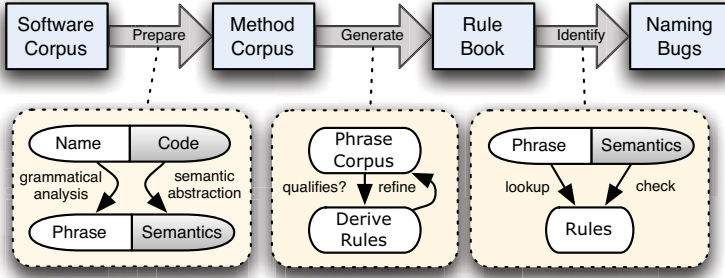 Software
Corpus
Prepare
Method
Corpus
Generate
Rule
Book
Identify
Naming
Bugs
Name
Code
grammatical
analysis
semantic
abstraction
Phrase
Semantics
Phrase
Corpus
qualifies?
refine
Derive
Rules
Phrase
Semantics
lookup
check
Rules